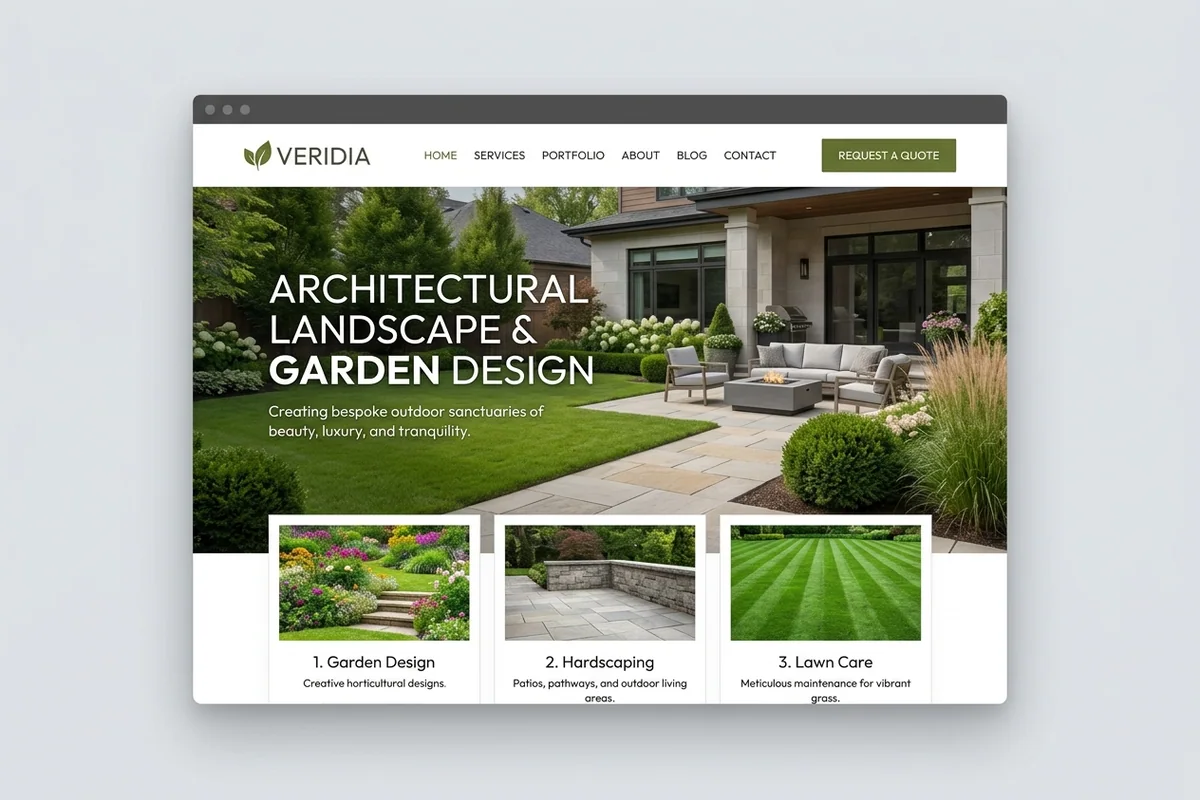 VERIDIA
HOME SERVICES PORTFOLIO ABOUT BLOG CONTACT
REQUEST A QUOTE
ARCHITECTURAL
LANDSCAPE &
GARDEN DESIGN
Creating bespoke outdoor sanctuaries of
beauty, luxury, and tranquility.
1. Garden Design
Creative horticultural designs.
2. Hardscaping
Patios, pathways, and outdoor living
areas.
3. Lawn Care
Meticulous maintenance for vibrant
grass.